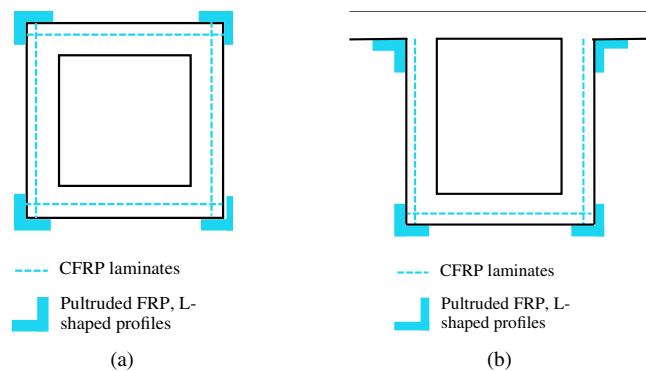 CFRP laminates
Pultruded FRP, L-
shaped profiles
(a)
CFRP laminates
Pultruded FRP, L-
shaped profiles
(b)